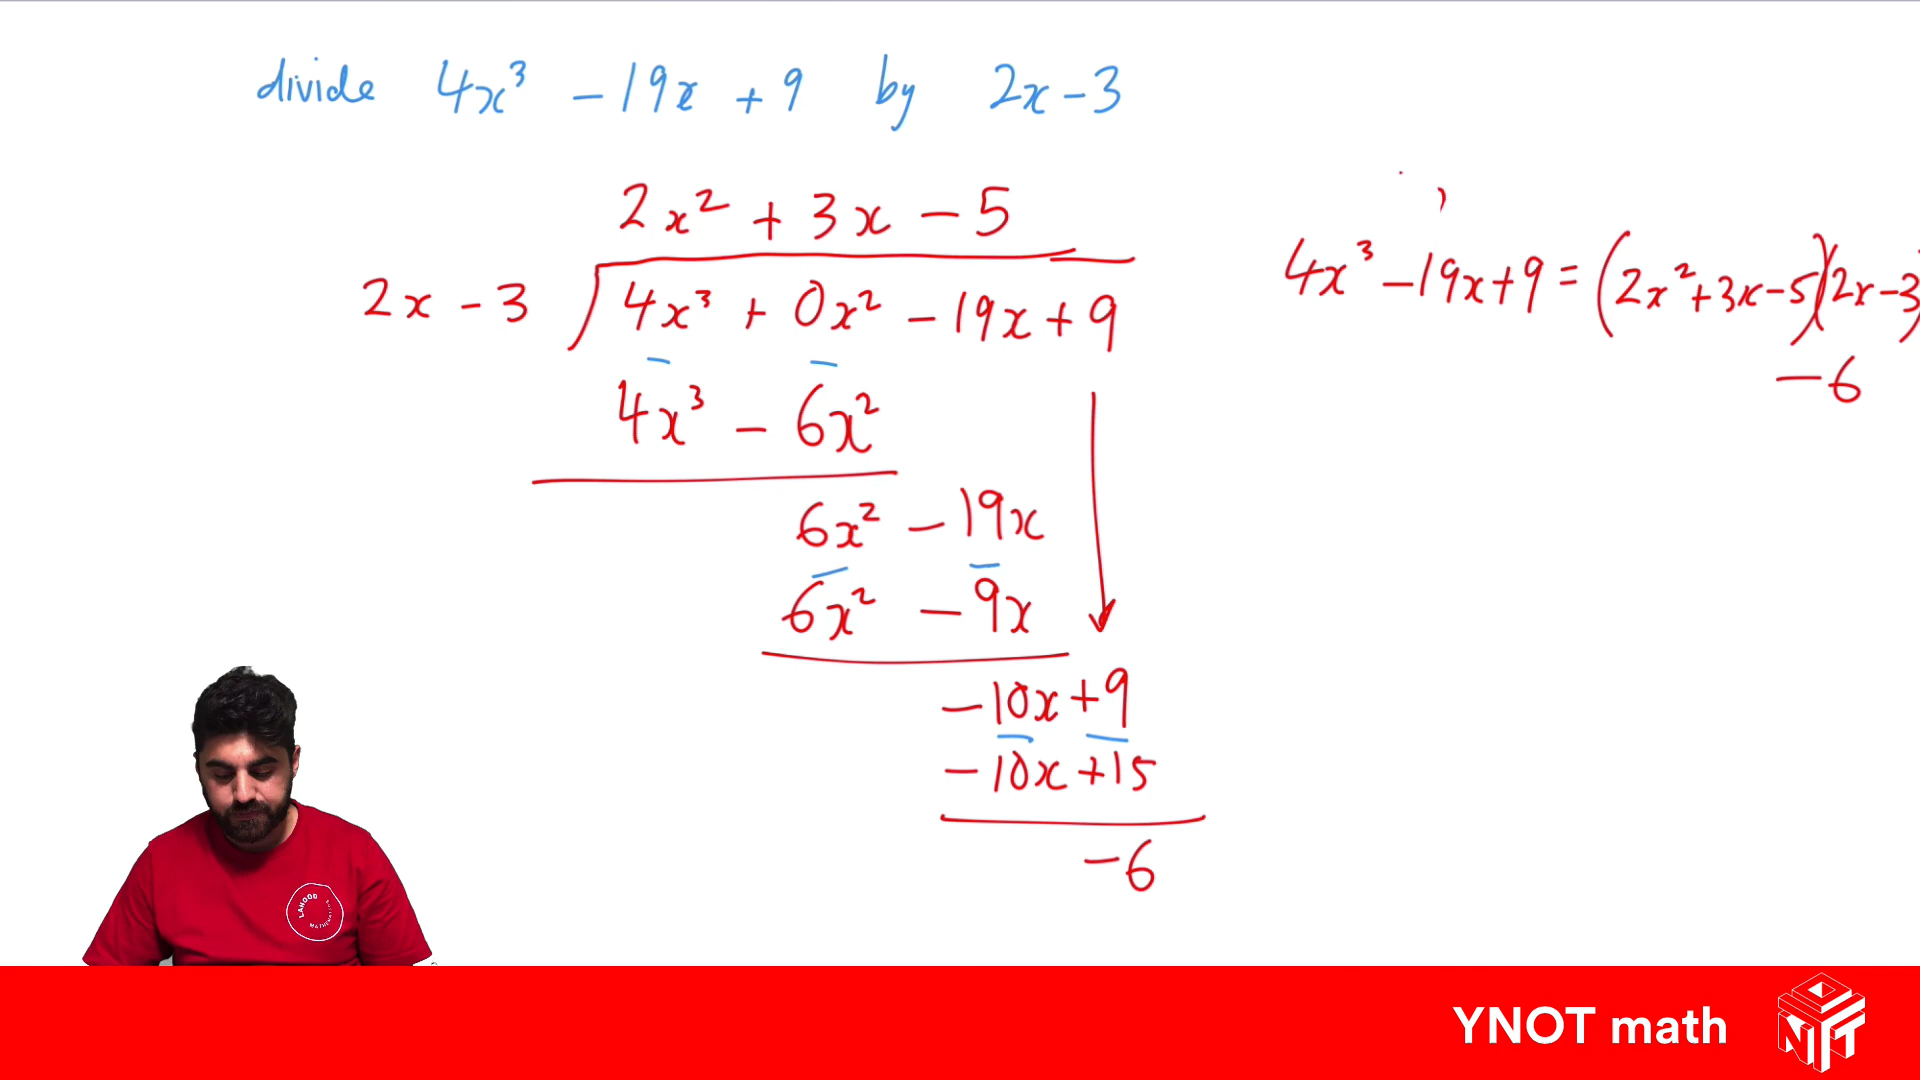 divide 4x³ - 19x + 9 by 2x - 3
2x² + 3x - 5
2x - 3 4x³ + 0x² - 19x + 9
4x³ - 6x²
6x² - 19x
6x² - 9x
-10x + 9
-10x + 15
-6
4x³ - 19x + 9 = (2x² + 3x - 5)(2x - 3)
- 6
LAHOOD
YNOT math